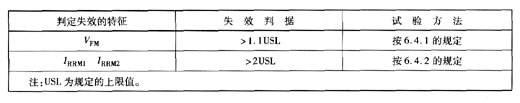 判定失效的特征 失效判据 试验方法
VFM >1.1USL 按6.4.1的规定
IRRM1 IRRM2 >2USL 按6.4.2的规定
注:USL为规定的上限值。